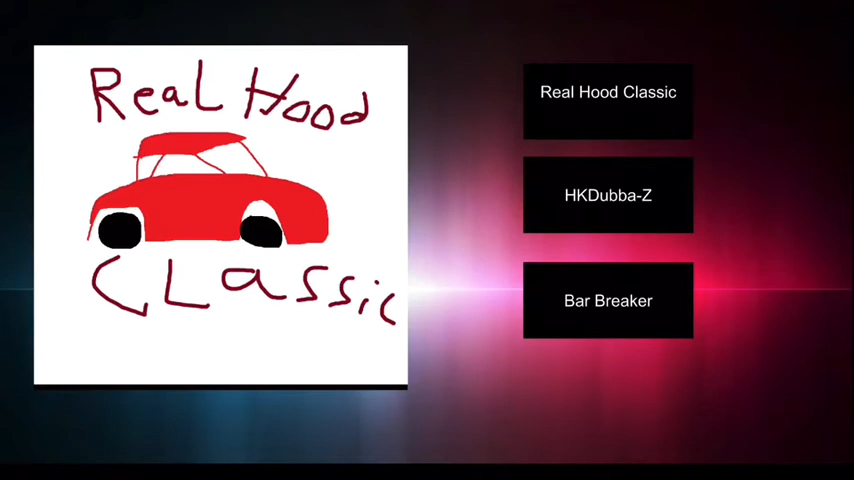 Real Hood
CLassic
Real Hood Classic
HKDubba-Z
Bar Breaker